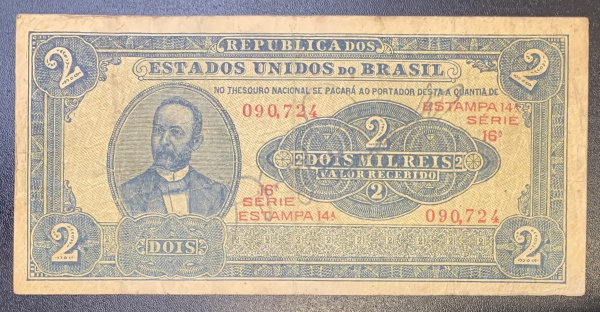 2 REPUBLICA DOS 2
ESTADOS UNIDOS DO BRASIL
NO THESOURO NACIONAL SE PAGARÁ AO PORTADOR DESTA A QUANTIA DE
090,724 ESTAMPA 14ª
SÉRIE
16ª
2
2 DOIS MIL REIS 2
VALOR RECEBIDO
2
16ª
SÉRIE
ESTAMPA 14ª 090,724
2 DOIS 2